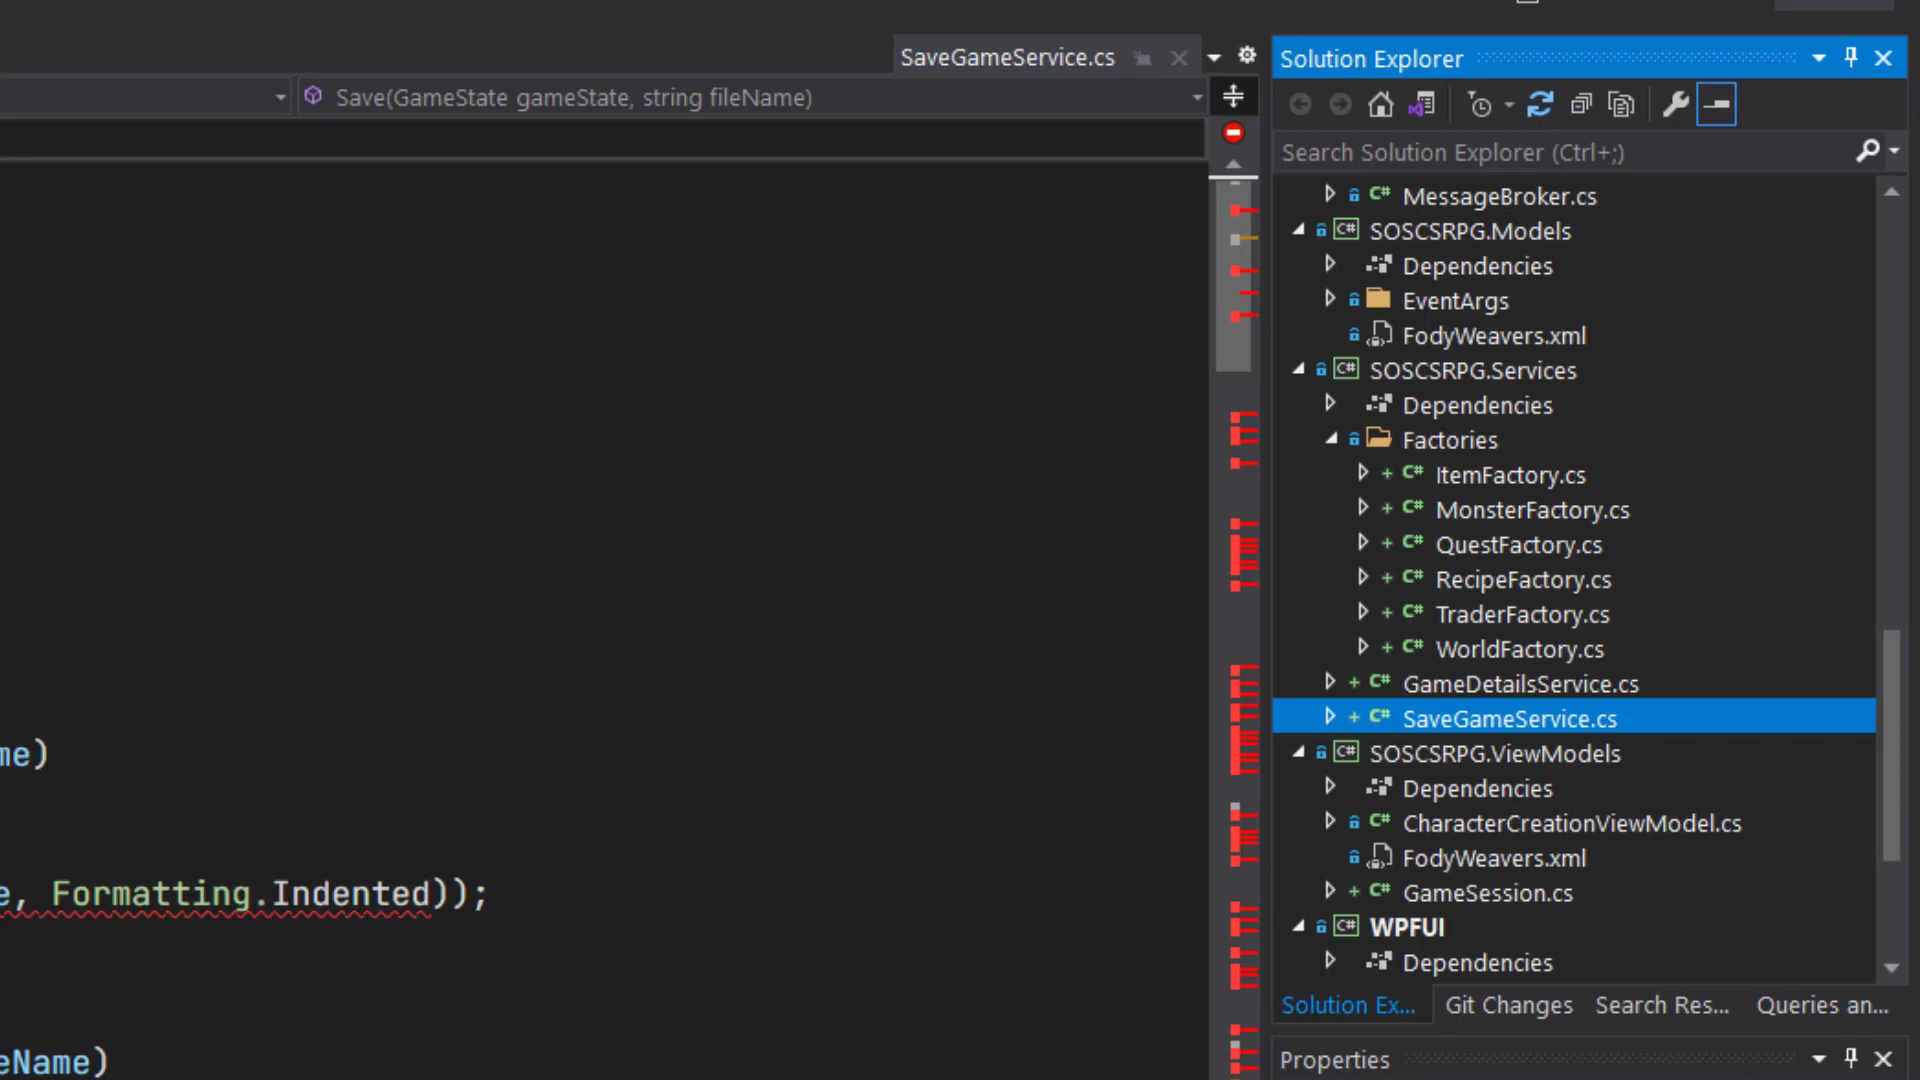 SaveGameService.cs
Save(GameState gameState, string fileName)
me)
e, Formatting.Indented));
eName)
Solution Explorer
Search Solution Explorer (Ctrl+;)
C# MessageBroker.cs
C# SOSCSRPG.Models
Dependencies
EventArgs
FodyWeavers.xml
C# SOSCSRPG.Services
Dependencies
Factories
+ C# ItemFactory.cs
+ C# MonsterFactory.cs
+ C# QuestFactory.cs
+ C# RecipeFactory.cs
+ C# TraderFactory.cs
+ C# WorldFactory.cs
+ C# GameDetailsService.cs
+ C# SaveGameService.cs
C# SOSCSRPG.ViewModels
Dependencies
C# CharacterCreationViewModel.cs
FodyWeavers.xml
+ C# GameSession.cs
C# WPFUI
Dependencies
Solution Ex... Git Changes Search Res... Queries an...
Properties